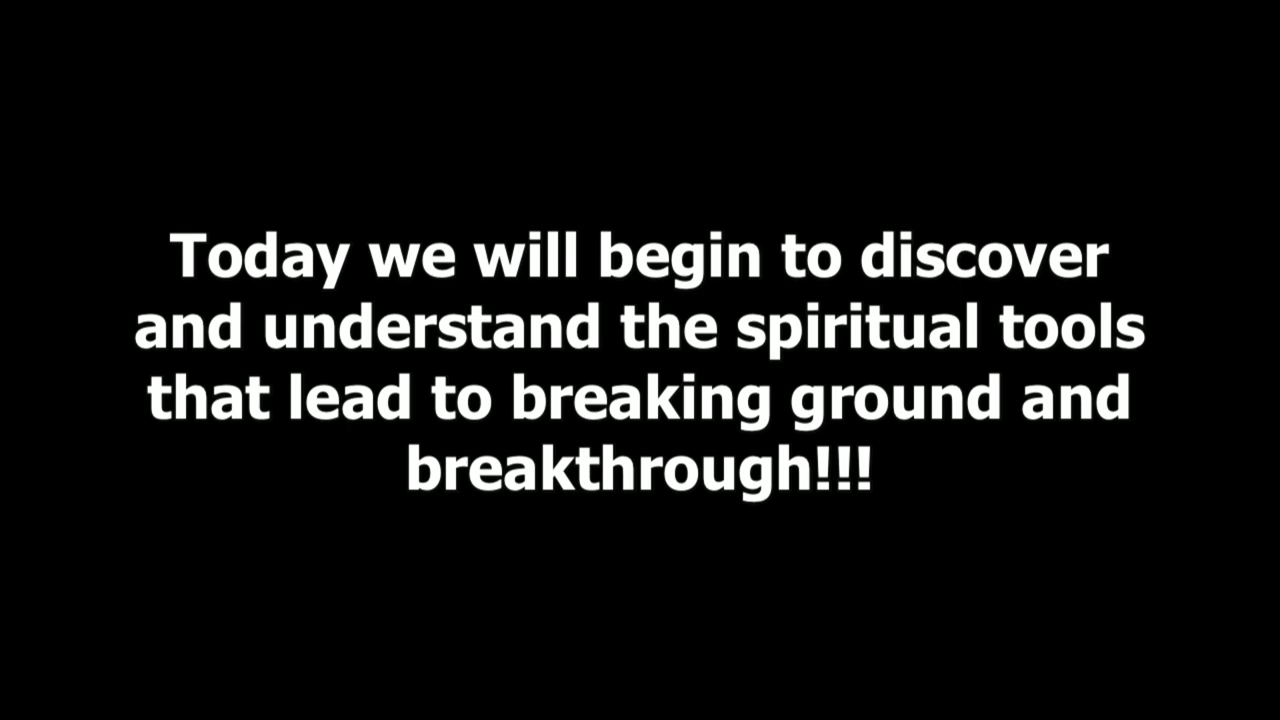 Today we will begin to discover
and understand the spiritual tools
that lead to breaking ground and
breakthrough!!!